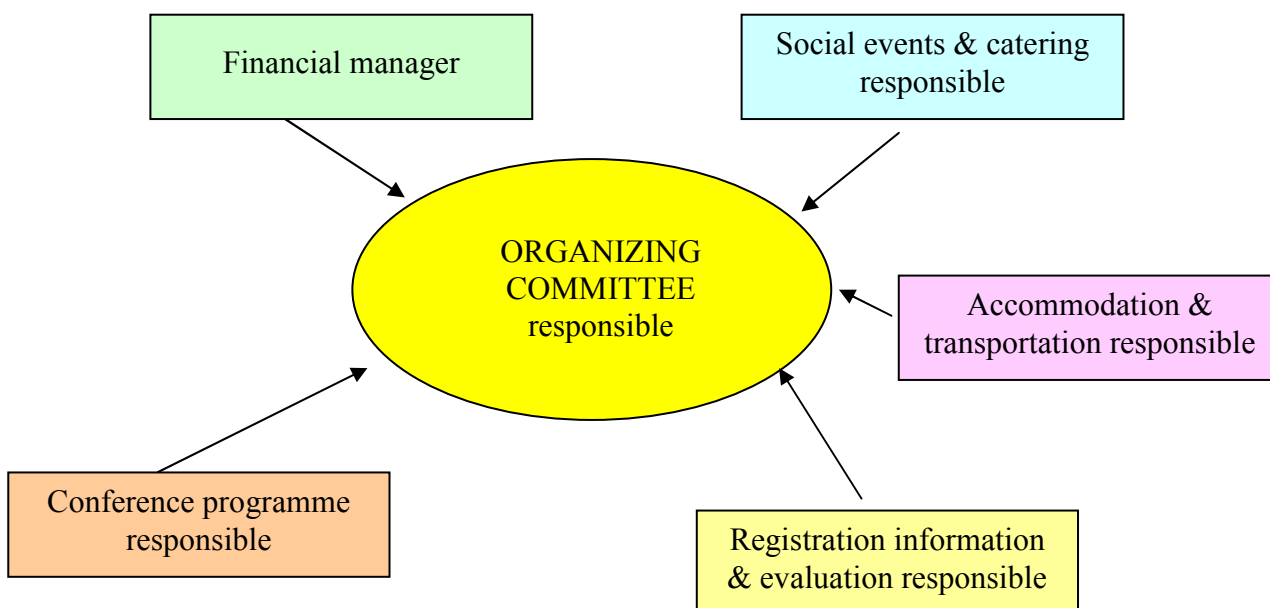 Financial manager
Social events & catering
responsible
ORGANIZING
COMMITTEE
responsible
Accommodation &
transportation responsible
Conference programme
responsible
Registration information
& evaluation responsible